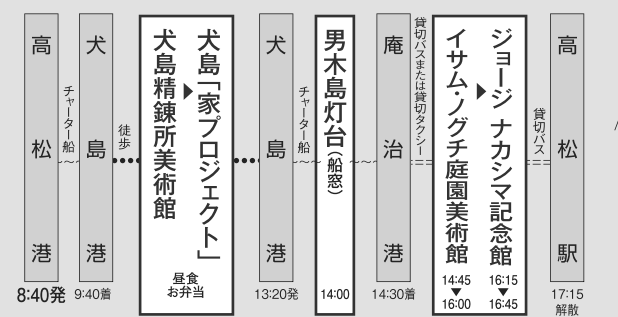 高松港
8:40発
チャーター船
犬島港
9:40着
徒歩
犬島「家プロジェクト」
▶
犬島精錬所美術館
昼食
お弁当
犬島港
13:20発
チャーター船
男木島灯台（船窓）
14:00
庵治港
14:30着
貸切バスまたは貸切タクシー
イサム・ノグチ庭園美術館
14:45
▼
16:00
▶
ジョージ ナカシマ記念館
16:15
▼
16:45
貸切バス
高松駅
17:15
解散